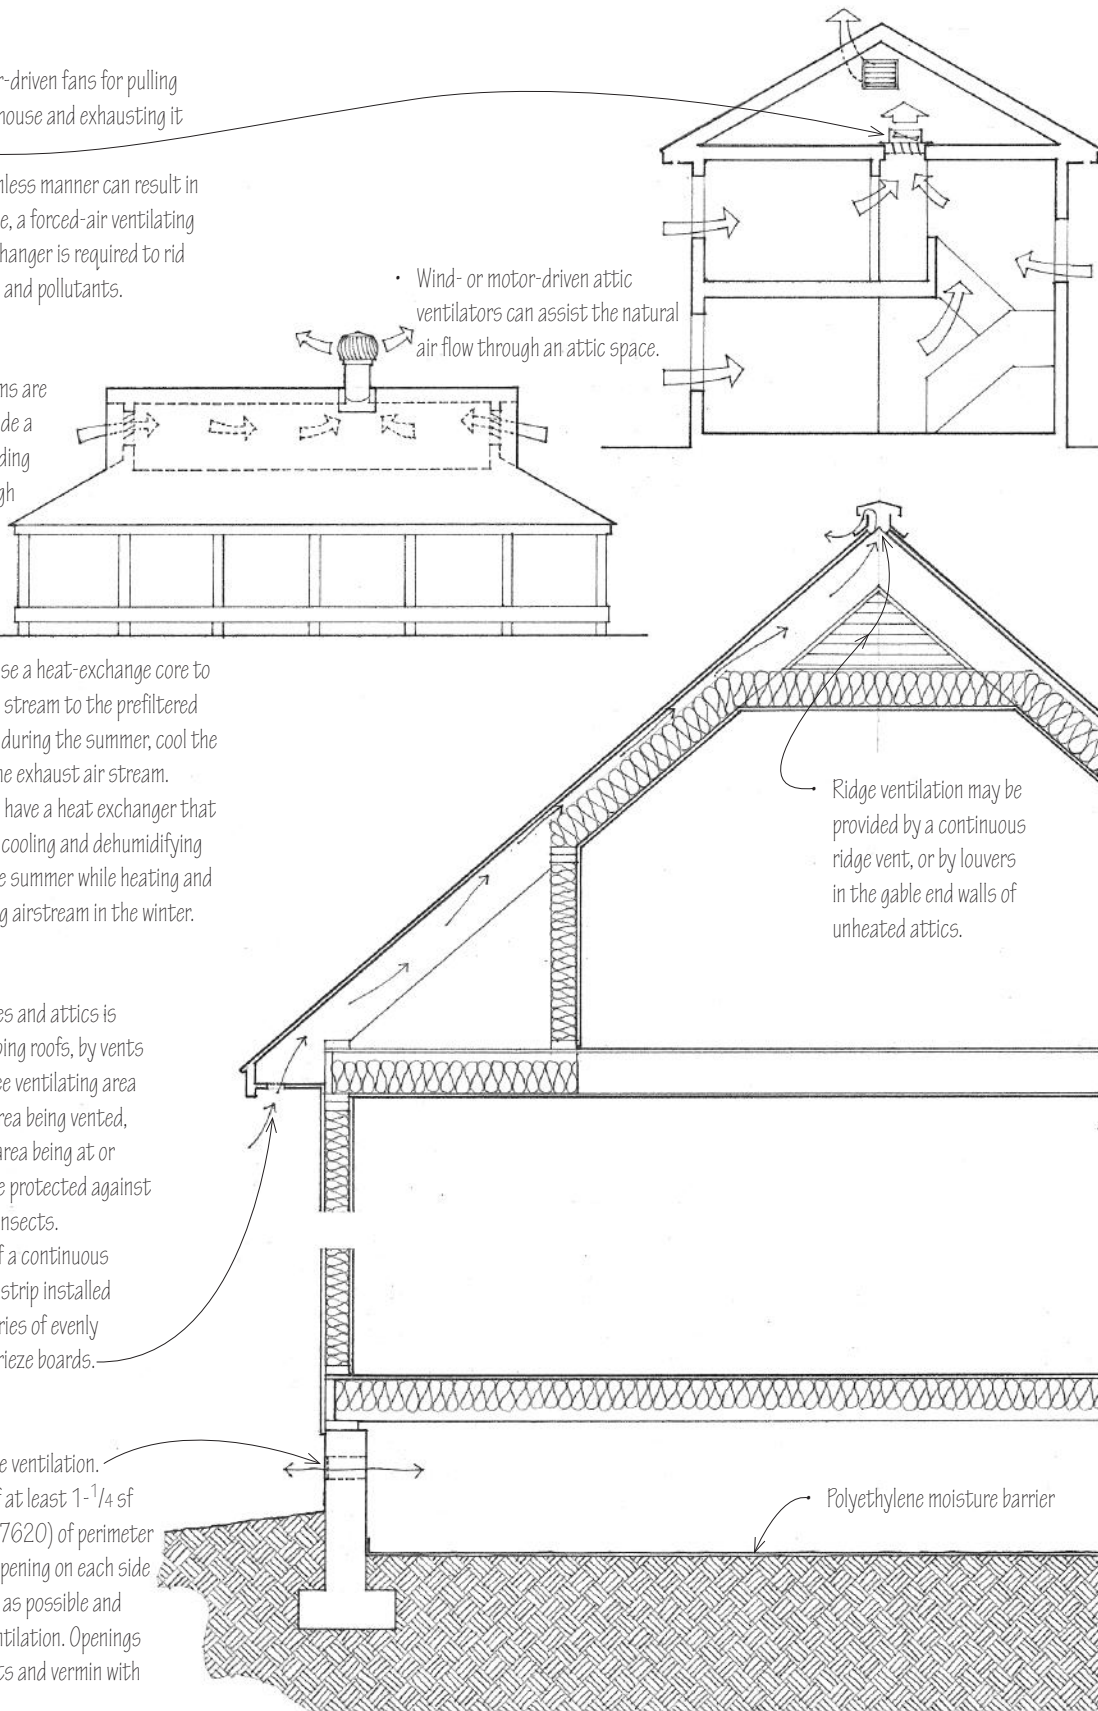 r-driven fans for pulling
house and exhausting it
nless manner can result in
e, a forced-air ventilating
hanger is required to rid
and pollutants.
• Wind- or motor-driven attic
ventilators can assist the natural
air flow through an attic space.
ns are
de a
ding
gh
se a heat-exchange core to
stream to the prefiltered
during the summer, cool the
he exhaust air stream.
have a heat exchanger that
cooling and dehumidifying
e summer while heating and
g airstream in the winter.
• Ridge ventilation may be
provided by a continuous
ridge vent, or by louvers
in the gable end walls of
unheated attics.
es and attics is
ping roofs, by vents
ee ventilating area
rea being vented,
area being at or
e protected against
insects.
f a continuous
strip installed
ries of evenly
rieze boards.
e ventilation.
f at least 1-1/4 sf
7620) of perimeter
pening on each side
as possible and
ntilation. Openings
ts and vermin with
• Polyethylene moisture barrier